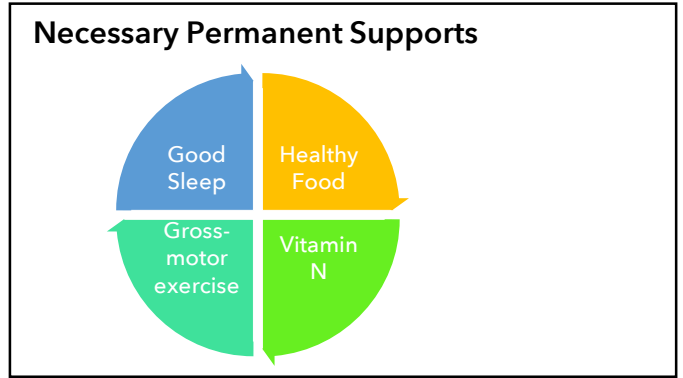 Necessary Permanent Supports
Good
Sleep
Healthy
Food
Gross-
motor
exercise
Vitamin
N